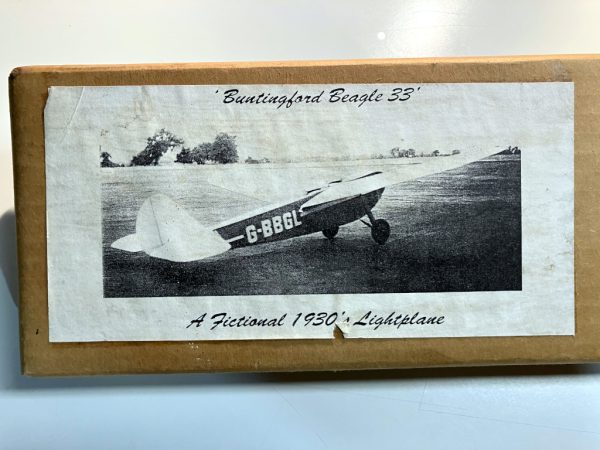 'Buntingford Beagle 33'
G-BBGL
A Fictional 1930's Lightplane